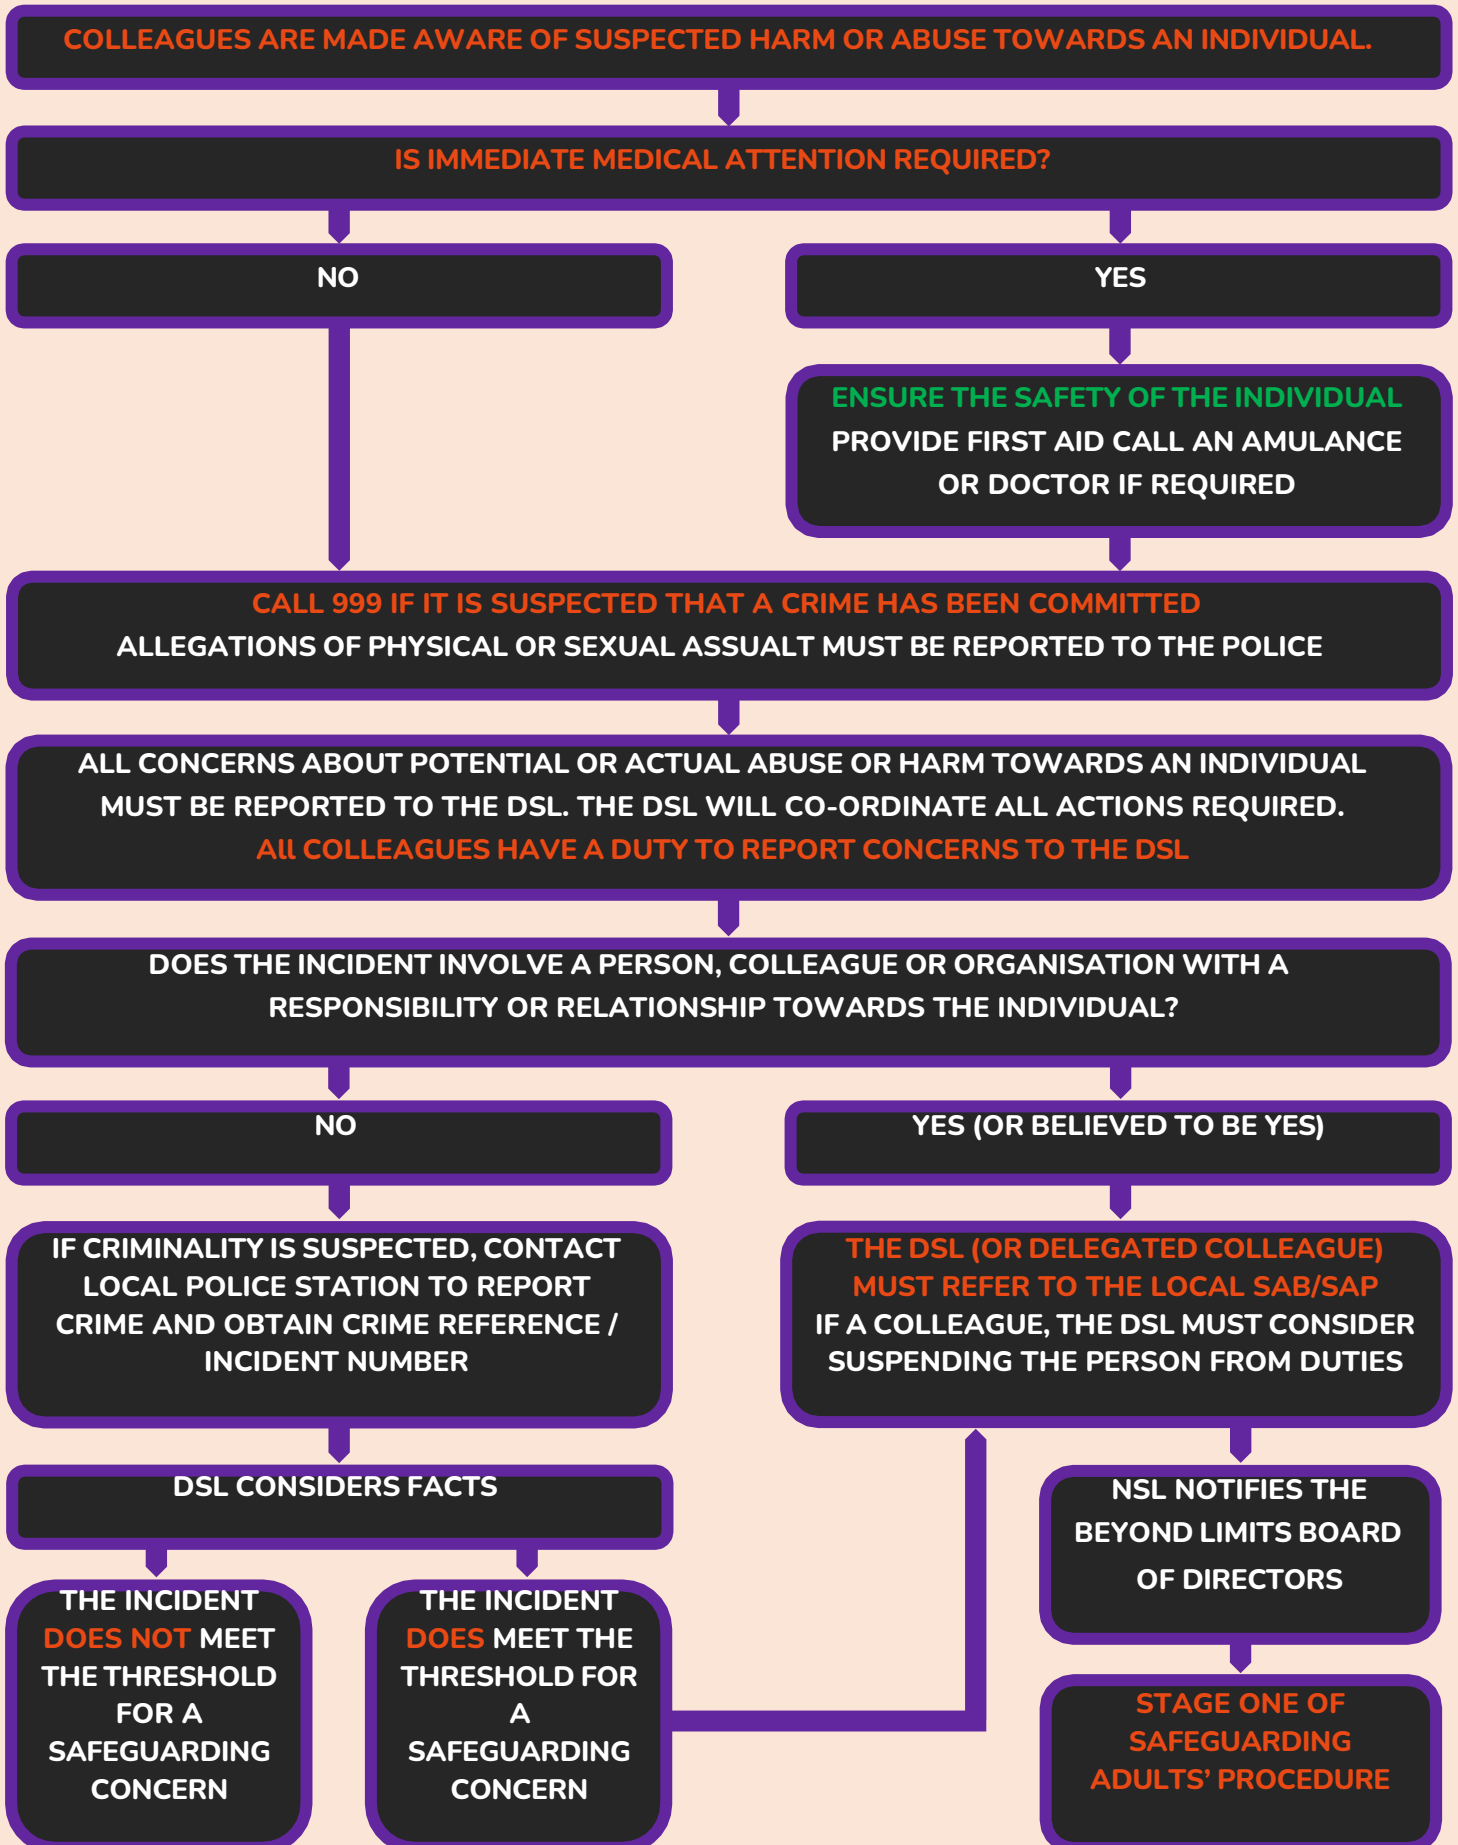 COLLEAGUES ARE MADE AWARE OF SUSPECTED HARM OR ABUSE TOWARDS AN INDIVIDUAL.
IS IMMEDIATE MEDICAL ATTENTION REQUIRED?
NO
YES
ENSURE THE SAFETY OF THE INDIVIDUAL
PROVIDE FIRST AID CALL AN AMULANCE
OR DOCTOR IF REQUIRED
CALL 999 IF IT IS SUSPECTED THAT A CRIME HAS BEEN COMMITTED
ALLEGATIONS OF PHYSICAL OR SEXUAL ASSUALT MUST BE REPORTED TO THE POLICE
ALL CONCERNS ABOUT POTENTIAL OR ACTUAL ABUSE OR HARM TOWARDS AN INDIVIDUAL
MUST BE REPORTED TO THE DSL. THE DSL WILL CO-ORDINATE ALL ACTIONS REQUIRED.
All COLLEAGUES HAVE A DUTY TO REPORT CONCERNS TO THE DSL
DOES THE INCIDENT INVOLVE A PERSON, COLLEAGUE OR ORGANISATION WITH A
RESPONSIBILITY OR RELATIONSHIP TOWARDS THE INDIVIDUAL?
NO
YES (OR BELIEVED TO BE YES)
IF CRIMINALITY IS SUSPECTED, CONTACT
LOCAL POLICE STATION TO REPORT
CRIME AND OBTAIN CRIME REFERENCE /
INCIDENT NUMBER
THE DSL (OR DELEGATED COLLEAGUE)
MUST REFER TO THE LOCAL SAB/SAP
IF A COLLEAGUE, THE DSL MUST CONSIDER
SUSPENDING THE PERSON FROM DUTIES
DSL CONSIDERS FACTS
NSL NOTIFIES THE
BEYOND LIMITS BOARD
OF DIRECTORS
THE INCIDENT
DOES NOT MEET
THE THRESHOLD
FOR A
SAFEGUARDING
CONCERN
THE INCIDENT
DOES MEET THE
THRESHOLD FOR
A
SAFEGUARDING
CONCERN
STAGE ONE OF
SAFEGUARDING
ADULTS’ PROCEDURE